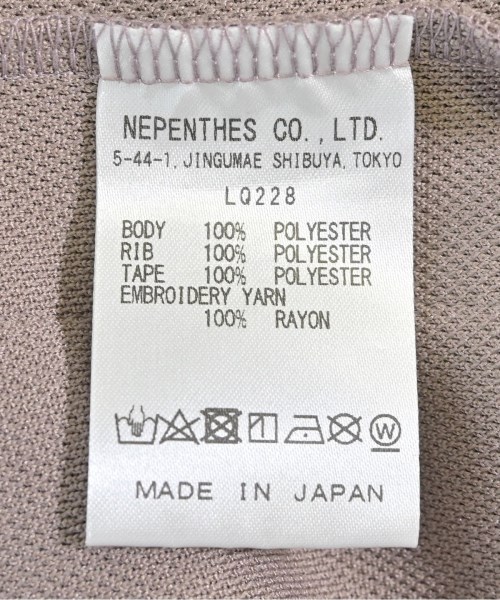 NEPENTHES CO., LTD.
5-44-1, JINGUMAE SHIBUYA, TOKYO
LQ228
BODY 100% POLYESTER
RIB 100% POLYESTER
TAPE 100% POLYESTER
EMBROIDERY YARN
100% RAYON
W
MADE IN JAPAN